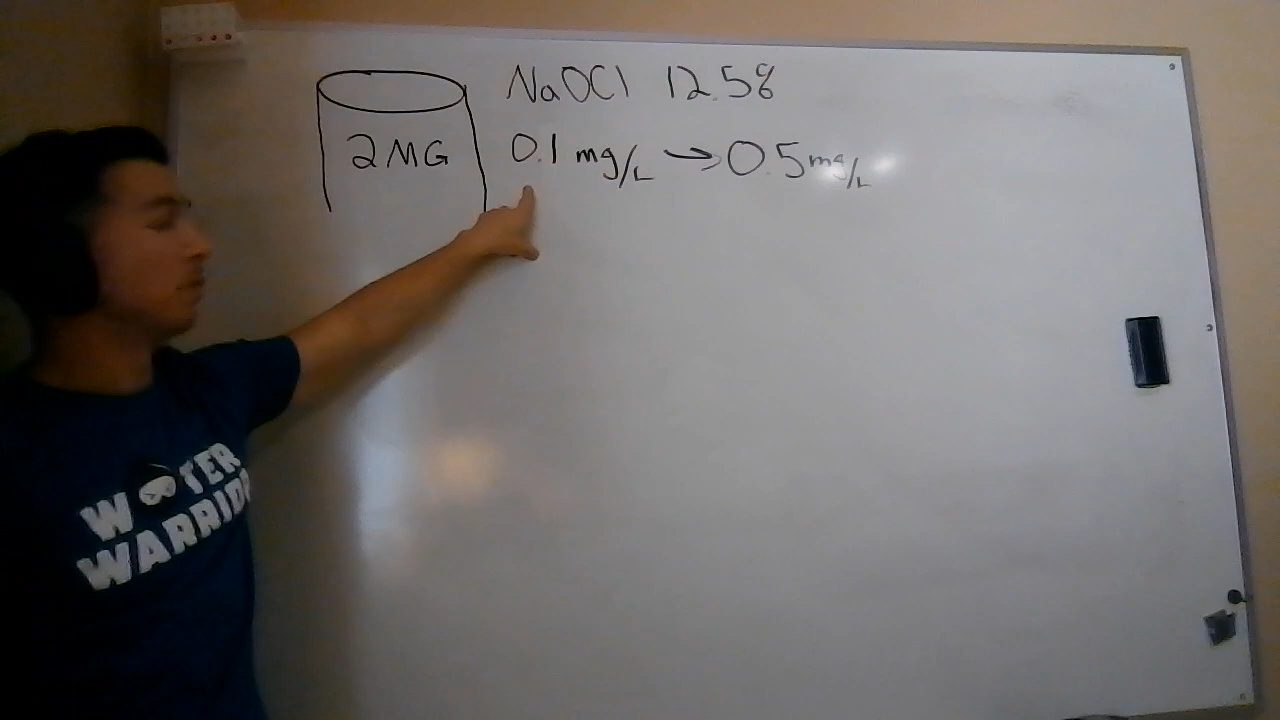 NaOCl 12.5%
2MG
0.1 mg/L → 0.5 mg/L
WATER
WARRIOR